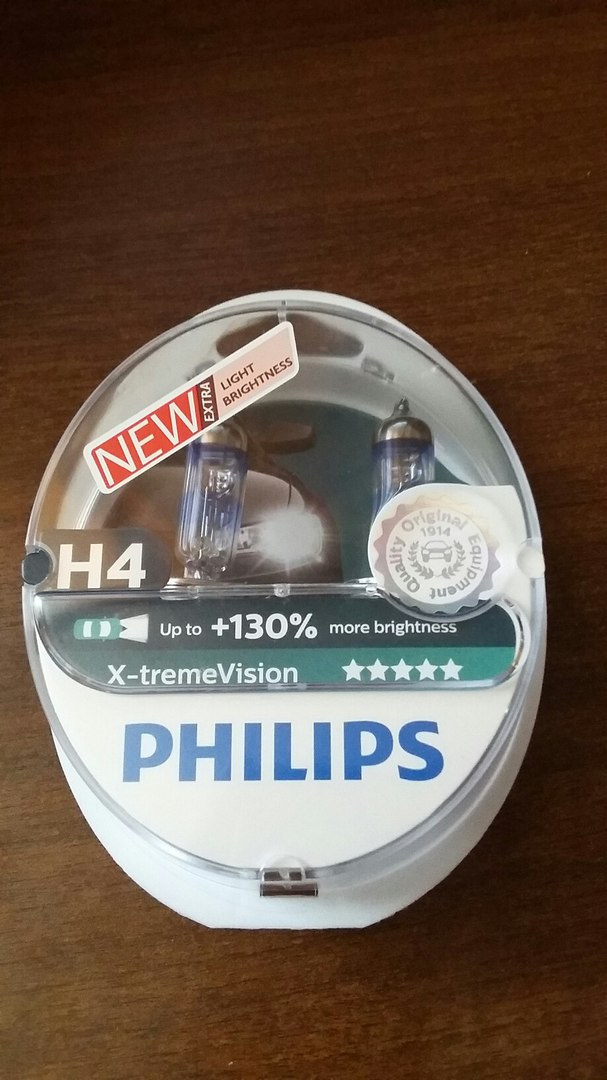 NEW EXTRA LIGHT
BRIGHTNESS
Quality Original Equipment
1914
H4
Up to +130% more brightness
X-tremeVision
PHILIPS